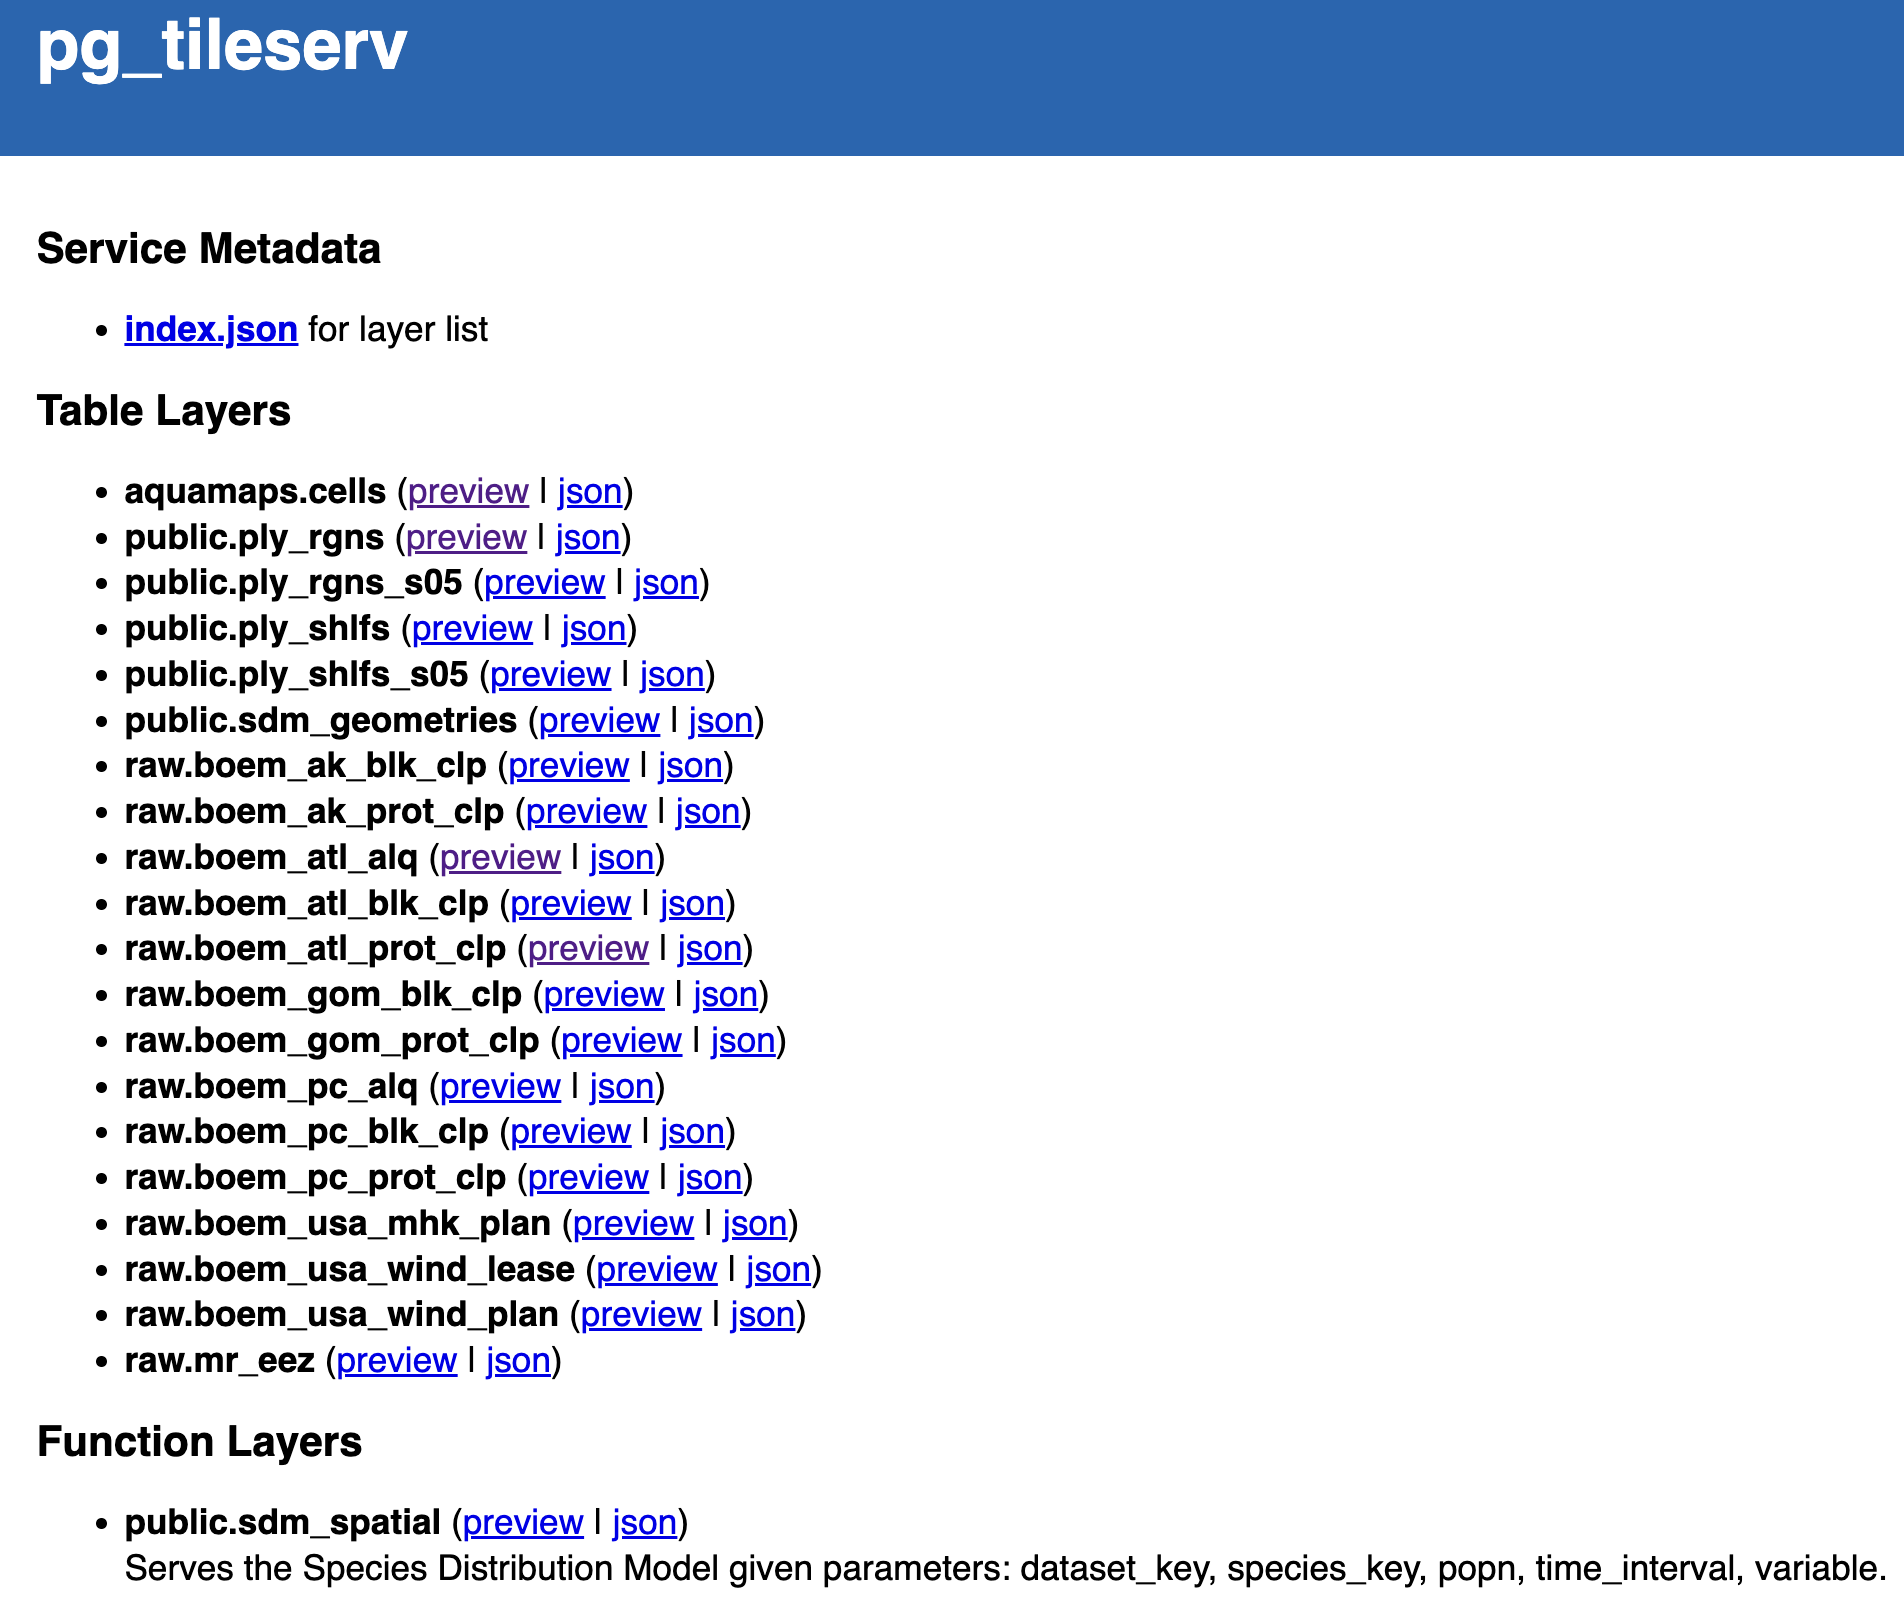 pg_tileserv
Service Metadata
• index.json for layer list
Table Layers
• aquamaps.cells (preview | json)
• public.ply_rgns (preview | json)
• public.ply_rgns_s05 (preview | json)
• public.ply_shlfs (preview | json)
• public.ply_shlfs_s05 (preview | json)
• public.sdm_geometries (preview | json)
• raw.boem_ak_blk_clp (preview | json)
• raw.boem_ak_prot_clp (preview | json)
• raw.boem_atl_alq (preview | json)
• raw.boem_atl_blk_clp (preview | json)
• raw.boem_atl_prot_clp (preview | json)
• raw.boem_gom_blk_clp (preview | json)
• raw.boem_gom_prot_clp (preview | json)
• raw.boem_pc_alq (preview | json)
• raw.boem_pc_blk_clp (preview | json)
• raw.boem_pc_prot_clp (preview | json)
• raw.boem_usa_mhk_plan (preview | json)
• raw.boem_usa_wind_lease (preview | json)
• raw.boem_usa_wind_plan (preview | json)
• raw.mr_eez (preview | json)
Function Layers
• public.sdm_spatial (preview | json)
Serves the Species Distribution Model given parameters: dataset_key, species_key, popn, time_interval, variable.